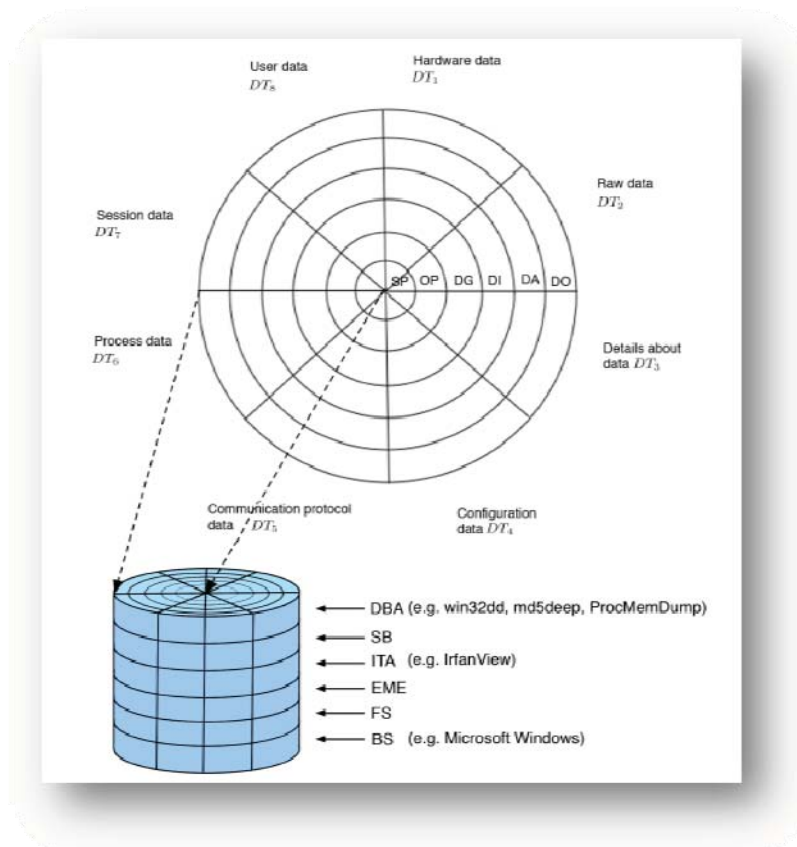 User data
DT₈
Hardware data
DT₁
Raw data
DT₂
Session data
DT₇
SP OP DG DI DA DO
Process data
DT₆
Details about
data DT₃
Communication protocol
data DT₅
Configuration
data DT₄
DBA (e.g. win32dd, md5deep, ProcMemDump)
SB
ITA (e.g. IrfanView)
EME
FS
BS (e.g. Microsoft Windows)